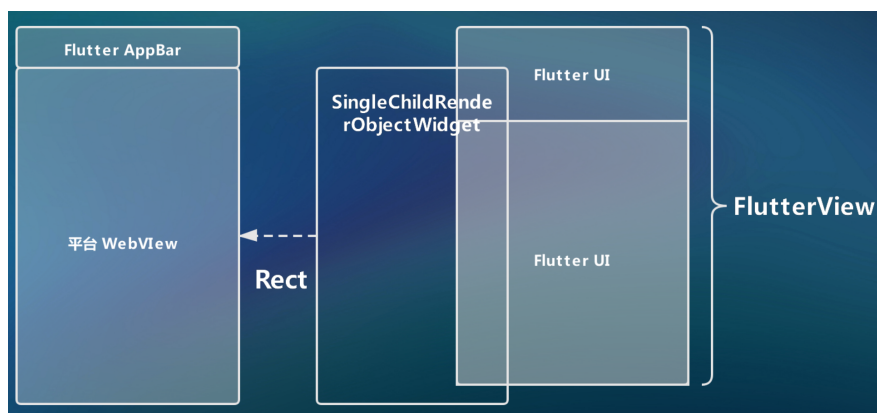 Flutter AppBar
平台 WebVIew
Rect
SingleChildRende
rObjectWidget
Flutter UI
Flutter UI
FlutterView